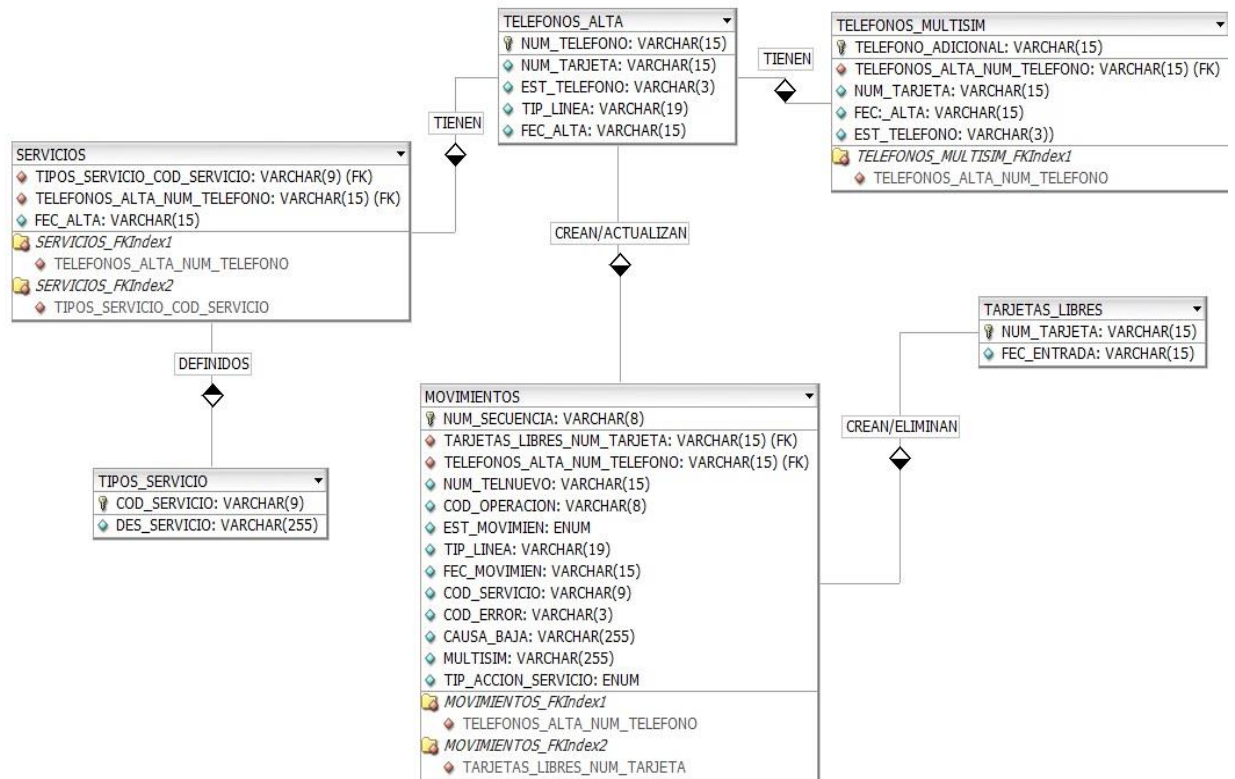 TELEFONOS_ALTA
NUM_TELEFONO: VARCHAR(15)
NUM_TARJETA: VARCHAR(15)
EST_TELEFONO: VARCHAR(3)
TIP_LINEA: VARCHAR(19)
FEC_ALTA: VARCHAR(15)
TIENEN
TELEFONOS_MULTISIM
TELEFONO_ADICIONAL: VARCHAR(15)
TELEFONOS_ALTA_NUM_TELEFONO: VARCHAR(15) (FK)
NUM_TARJETA: VARCHAR(15)
FEC:_ALTA: VARCHAR(15)
EST_TELEFONO: VARCHAR(3))
TELEFONOS_MULTISIM_FKIndex1
TELEFONOS_ALTA_NUM_TELEFONO
TIENEN
SERVICIOS
TIPOS_SERVICIO_COD_SERVICIO: VARCHAR(9) (FK)
TELEFONOS_ALTA_NUM_TELEFONO: VARCHAR(15) (FK)
FEC_ALTA: VARCHAR(15)
SERVICIOS_FKIndex1
TELEFONOS_ALTA_NUM_TELEFONO
SERVICIOS_FKIndex2
TIPOS_SERVICIO_COD_SERVICIO
CREAN/ACTUALIZAN
DEFINIDOS
TARJETAS_LIBRES
NUM_TARJETA: VARCHAR(15)
FEC_ENTRADA: VARCHAR(15)
CREAN/ELIMINAN
TIPOS_SERVICIO
COD_SERVICIO: VARCHAR(9)
DES_SERVICIO: VARCHAR(255)
MOVIMIENTOS
NUM_SECUENCIA: VARCHAR(8)
TARJETAS_LIBRES_NUM_TARJETA: VARCHAR(15) (FK)
TELEFONOS_ALTA_NUM_TELEFONO: VARCHAR(15) (FK)
NUM_TELNUEVO: VARCHAR(15)
COD_OPERACION: VARCHAR(8)
EST_MOVIMIEN: ENUM
TIP_LINEA: VARCHAR(19)
FEC_MOVIMIEN: VARCHAR(15)
COD_SERVICIO: VARCHAR(9)
COD_ERROR: VARCHAR(3)
CAUSA_BAJA: VARCHAR(255)
MULTISIM: VARCHAR(255)
TIP_ACCION_SERVICIO: ENUM
MOVIMIENTOS_FKIndex1
TELEFONOS_ALTA_NUM_TELEFONO
MOVIMIENTOS_FKIndex2
TARJETAS_LIBRES_NUM_TARJETA